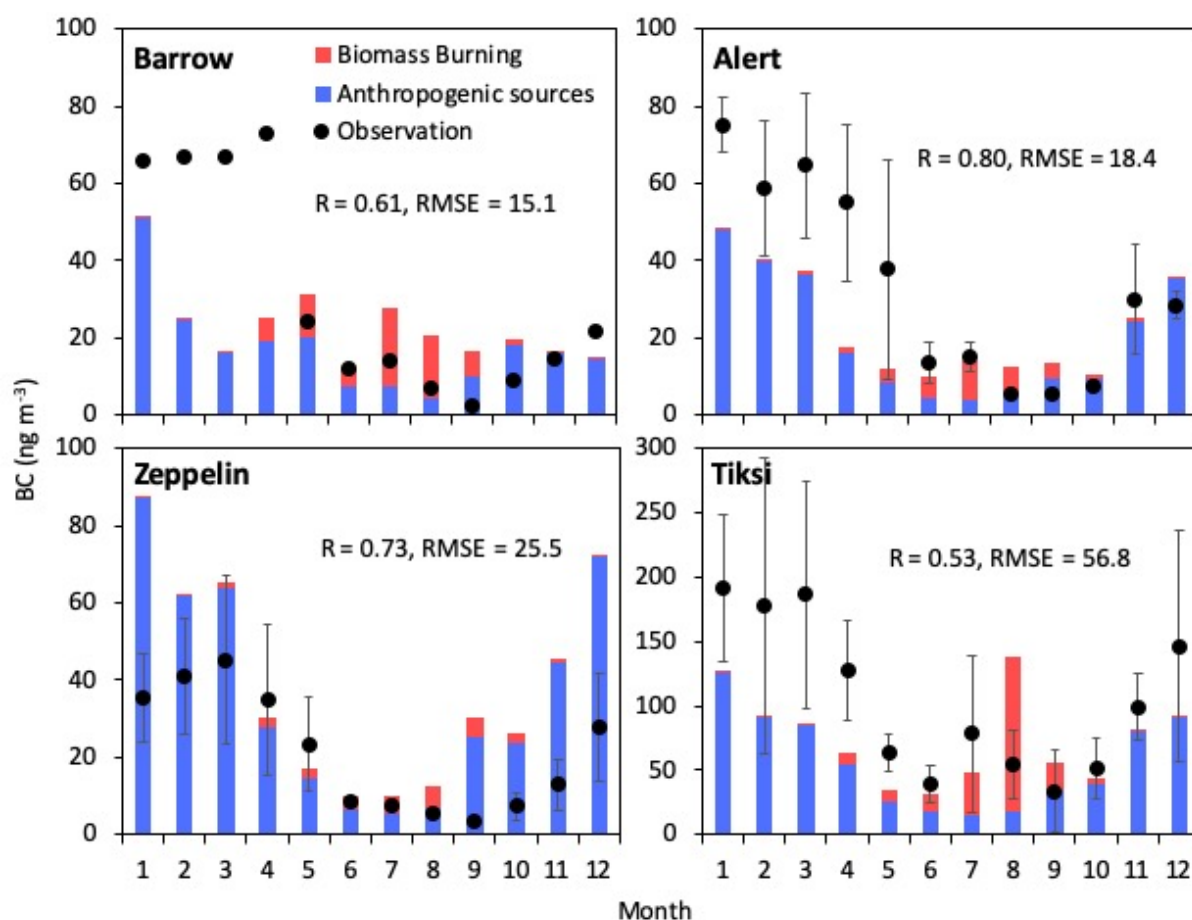 100
80
60
40
20
0
Barrow
Biomass Burning
Anthropogenic sources
Observation
R = 0.61, RMSE = 15.1
100
80
60
40
20
0
Alert
R = 0.80, RMSE = 18.4
BC (ng m⁻³)
100
80
60
40
20
0
Zeppelin
R = 0.73, RMSE = 25.5
1 2 3 4 5 6 7 8 9 10 11 12
300
250
200
150
100
50
0
Tiksi
R = 0.53, RMSE = 56.8
1 2 3 4 5 6 7 8 9 10 11 12
Month